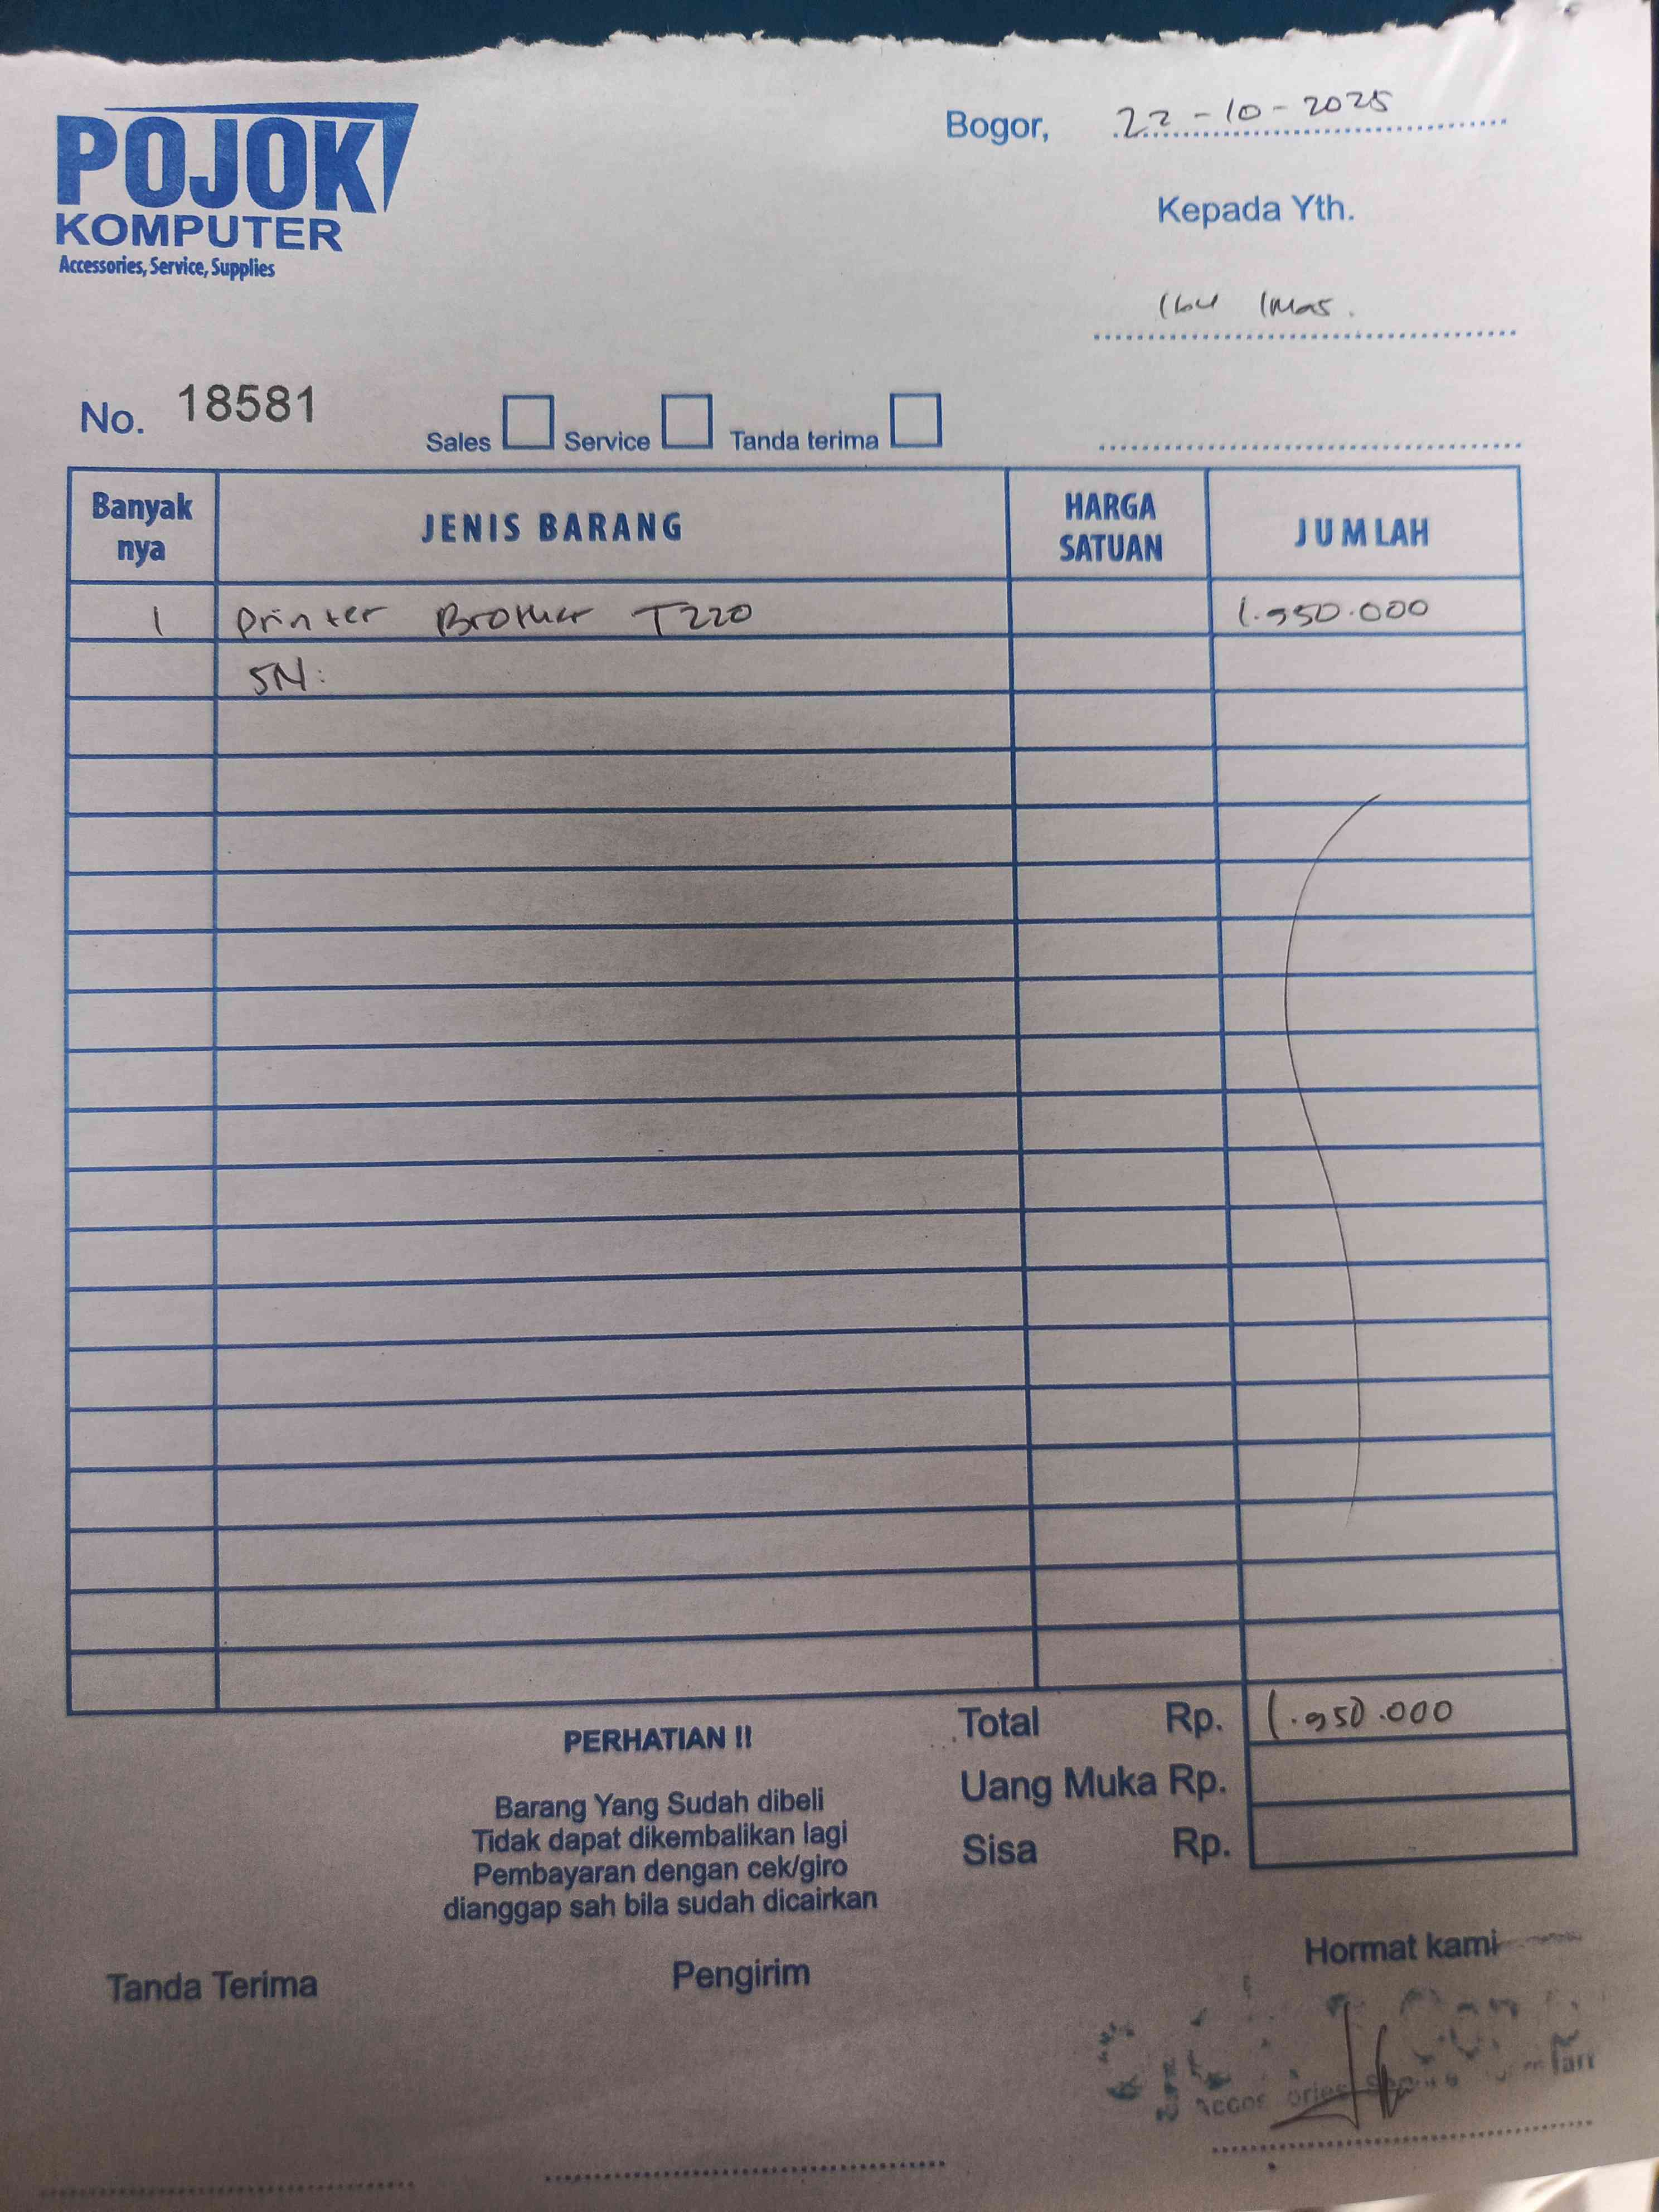 POJOK
KOMPUTER
Accessories, Service, Supplies
Bogor, 22-10-2025
Kepada Yth.
Ibu Imas.
No. 18581
Sales Service Tanda terima
Banyak nya JENIS BARANG HARGA SATUAN JUMLAH
1 Printer Brother T220 1.950.000
SN:
Total Rp. 1.950.000
Uang Muka Rp.
Sisa Rp.
PERHATIAN !!
Barang Yang Sudah dibeli
Tidak dapat dikembalikan lagi
Pembayaran dengan cek/giro
dianggap sah bila sudah dicairkan
Tanda Terima Pengirim Hormat kami